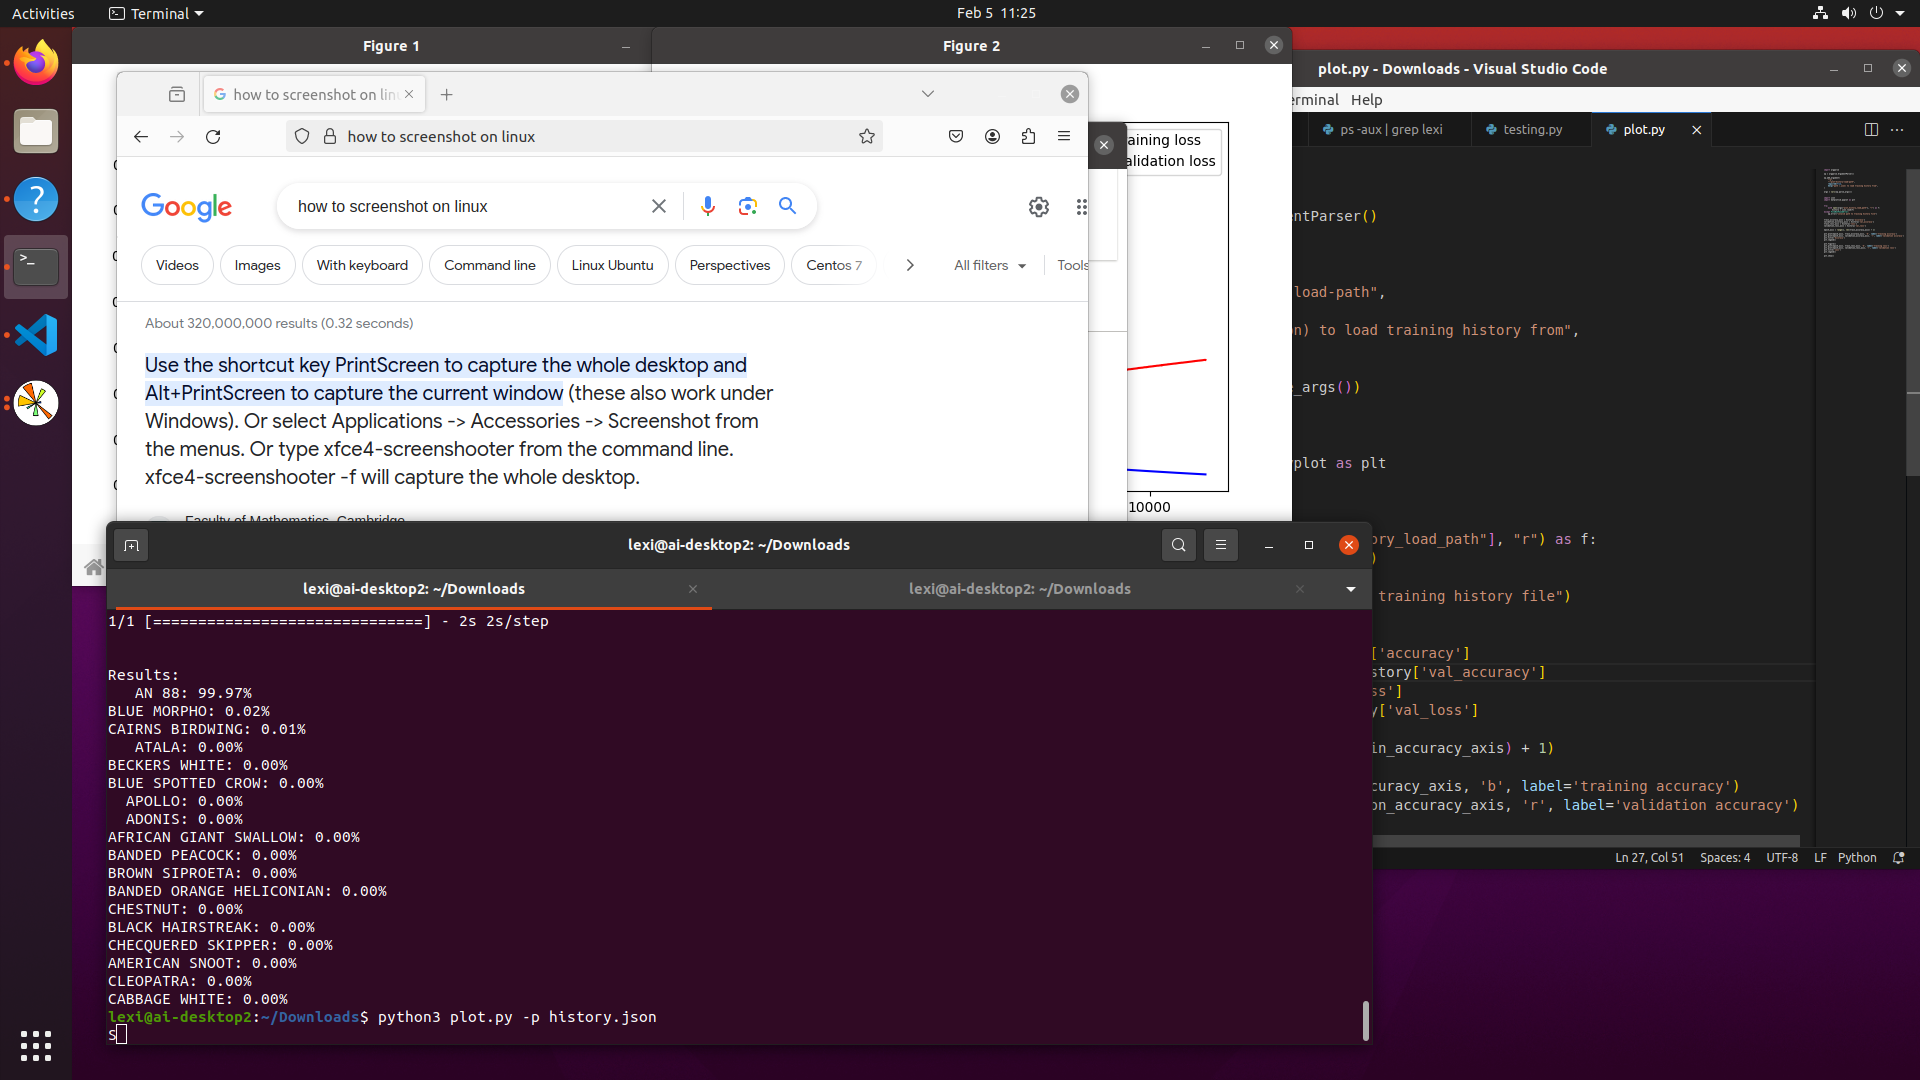 Activities
Terminal
Feb 5 11:25
Figure 1
Figure 2
plot.py - Downloads - Visual Studio Code
how to screenshot on lin
erminal Help
ps -aux | grep lexi
testing.py
plot.py
how to screenshot on linux
aining loss
alidation loss
Google
how to screenshot on linux
Videos
Images
With keyboard
Command line
Linux Ubuntu
Perspectives
Centos 7
All filters
Tools
About 320,000,000 results (0.32 seconds)
Use the shortcut key PrintScreen to capture the whole desktop and
Alt+PrintScreen to capture the current window (these also work under
Windows). Or select Applications -> Accessories -> Screenshot from
the menus. Or type xfce4-screenshooter from the command line.
xfce4-screenshooter -f will capture the whole desktop.
Faculty of Mathematics, Cambridge
10000
entParser()
load-path",
on) to load training history from",
_args())
plot as plt
ory_load_path"], "r") as f:
)
training history file")
['accuracy']
story['val_accuracy']
ss']
y['val_loss']
in_accuracy_axis) + 1)
curacy_axis, 'b', label='training accuracy')
on_accuracy_axis, 'r', label='validation accuracy')
Ln 27, Col 51
Spaces: 4
UTF-8
LF
Python
lexi@ai-desktop2: ~/Downloads
lexi@ai-desktop2: ~/Downloads
lexi@ai-desktop2: ~/Downloads
1/1 [==============================] - 2s 2s/step
Results:
AN 88: 99.97%
BLUE MORPHO: 0.02%
CAIRNS BIRDWING: 0.01%
ATALA: 0.00%
BECKERS WHITE: 0.00%
BLUE SPOTTED CROW: 0.00%
APOLLO: 0.00%
ADONIS: 0.00%
AFRICAN GIANT SWALLOW: 0.00%
BANDED PEACOCK: 0.00%
BROWN SIPROETA: 0.00%
BANDED ORANGE HELICONIAN: 0.00%
CHESTNUT: 0.00%
BLACK HAIRSTREAK: 0.00%
CHECQUERED SKIPPER: 0.00%
AMERICAN SNOOT: 0.00%
CLEOPATRA: 0.00%
CABBAGE WHITE: 0.00%
lexi@ai-desktop2:~/Downloads$ python3 plot.py -p history.json
S